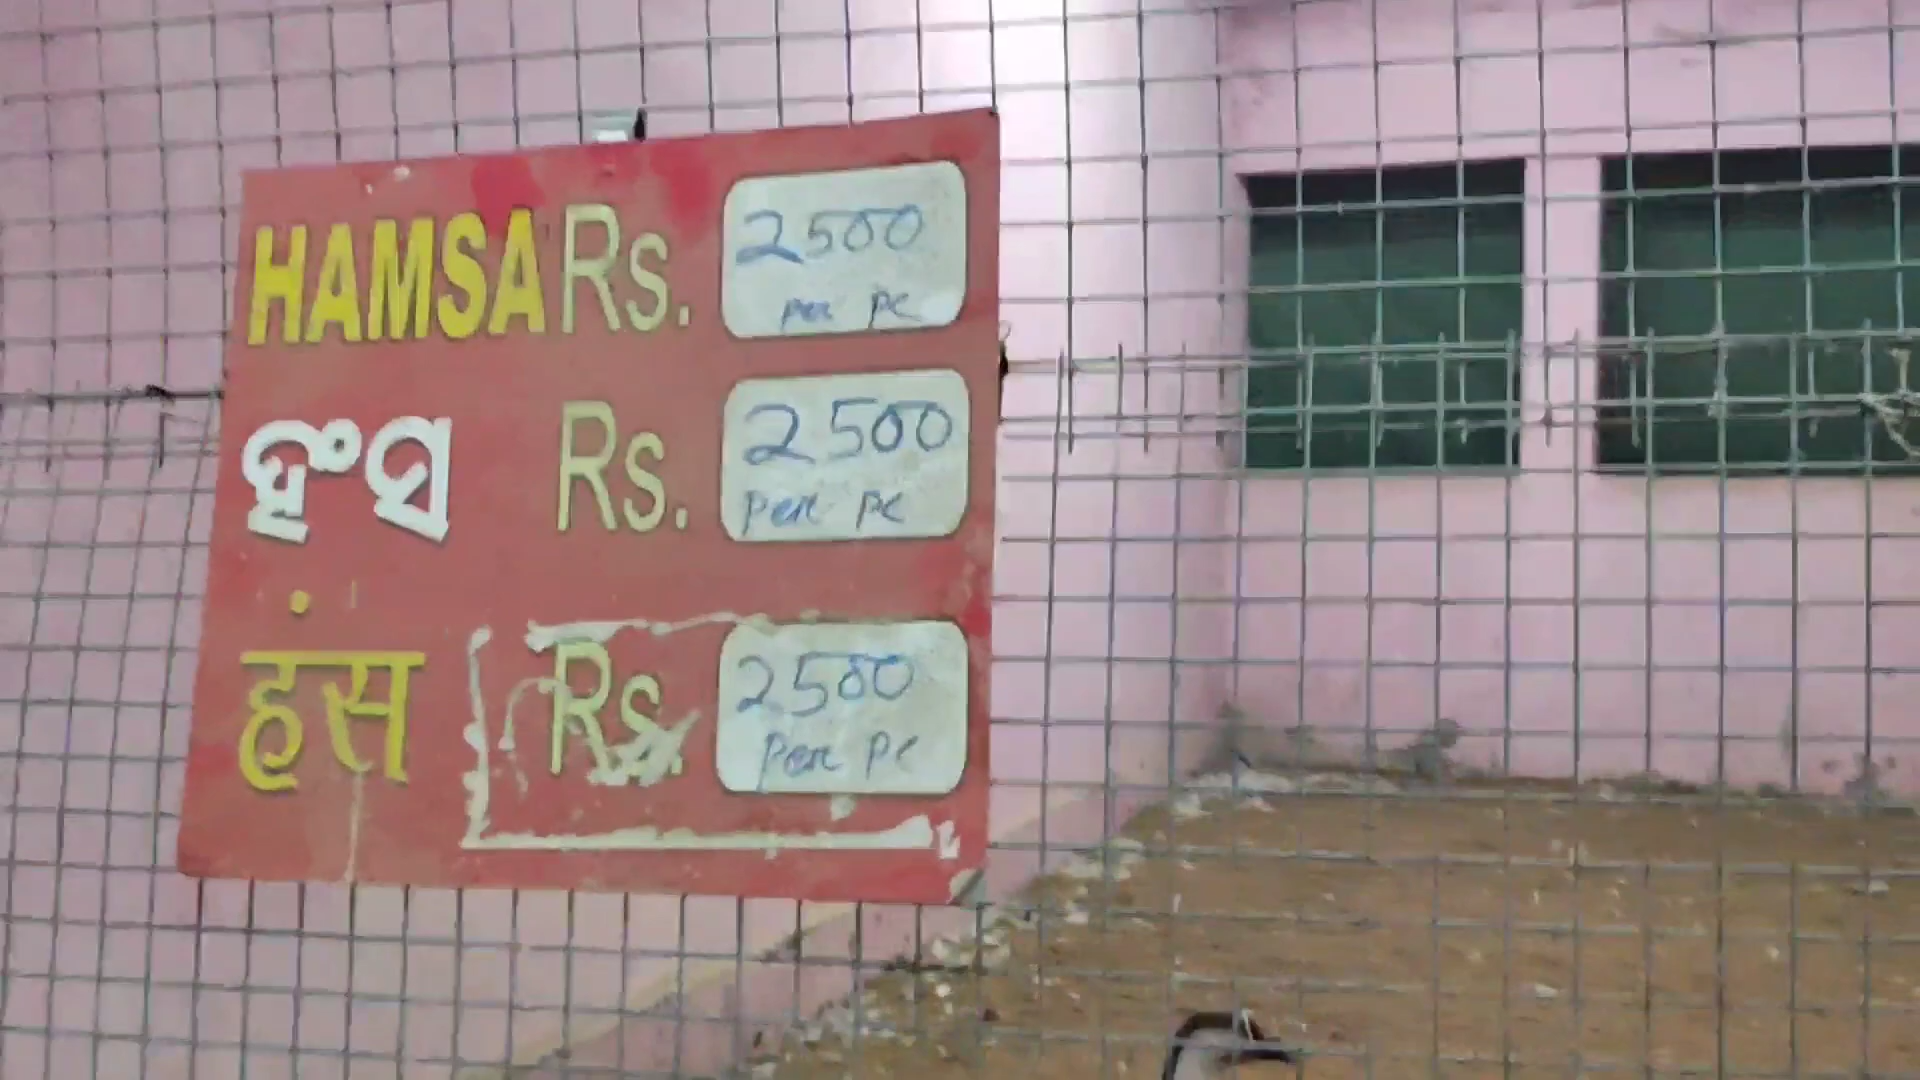 HAMSA Rs. 2500
per pc
ହଂସ Rs. 2500
per pc
हंस Rs. 2500
per pc